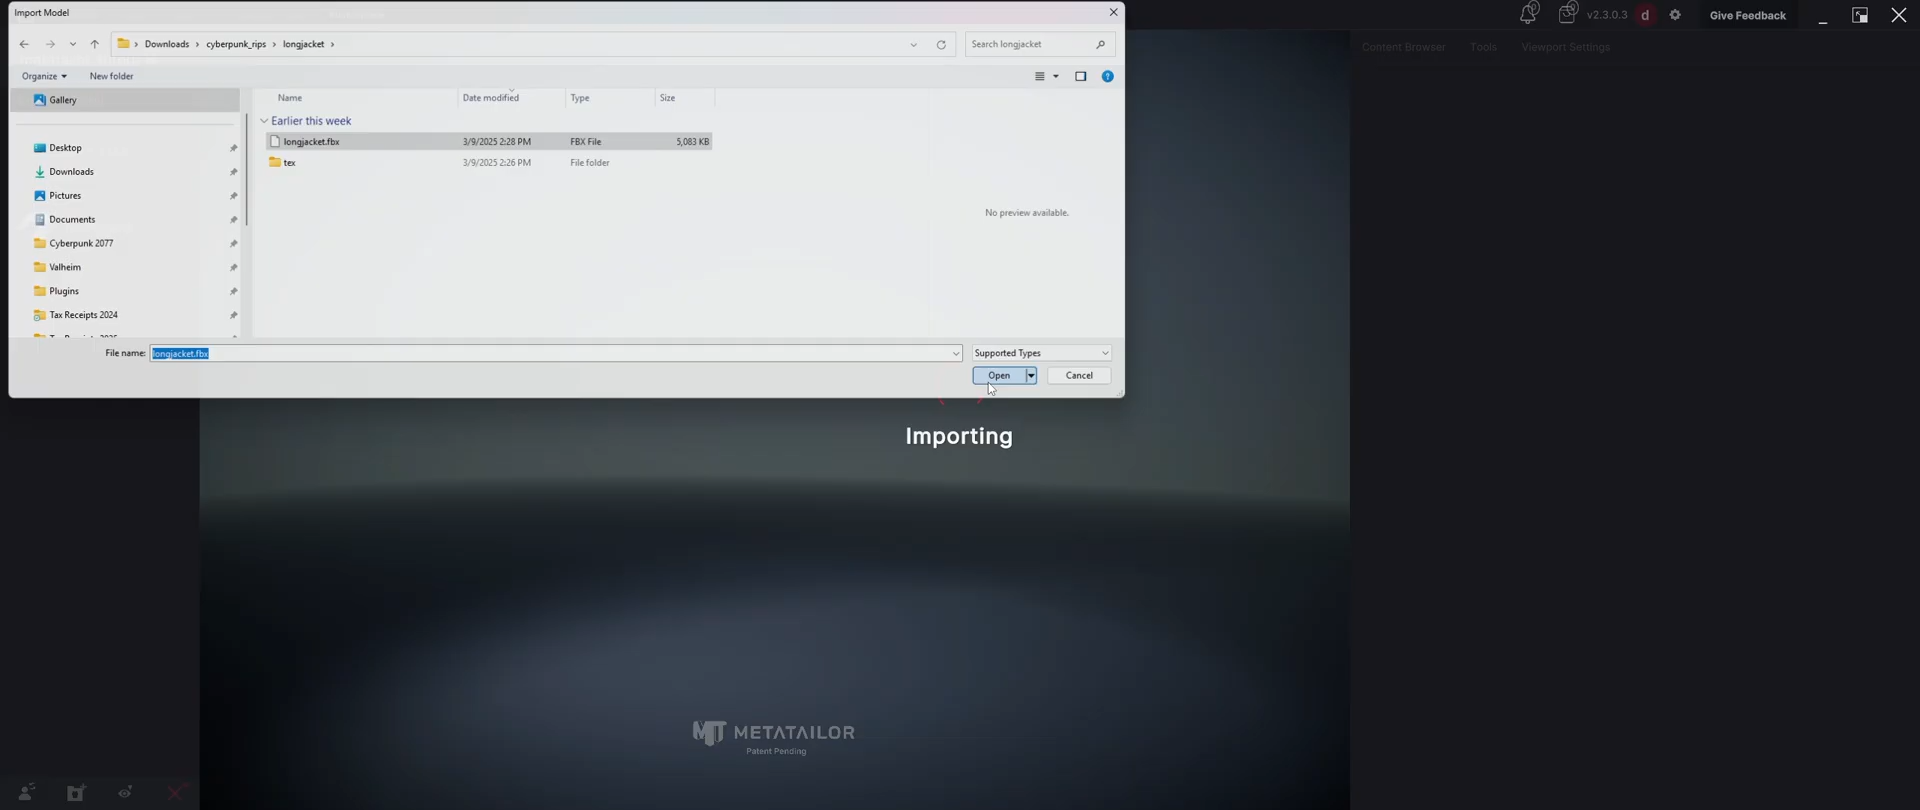 Import Model
v2.3.0.3
d
Give Feedback
Downloads
cyberpunk_rips
longjacket
Search longjacket
Content Browser
Tools
Viewport Settings
Organize
New folder
Gallery
Name
Date modified
Type
Size
Earlier this week
longjacket.fbx
3/9/2025 2:28 PM
FBX File
5,083 KB
tex
3/9/2025 2:26 PM
File folder
Desktop
Downloads
Pictures
Documents
Cyberpunk 2077
Valheim
Plugins
Tax Receipts 2024
No preview available.
File name:
longjacket.fbx
Supported Types
Open
Cancel
Importing
METATAILOR
Patent Pending